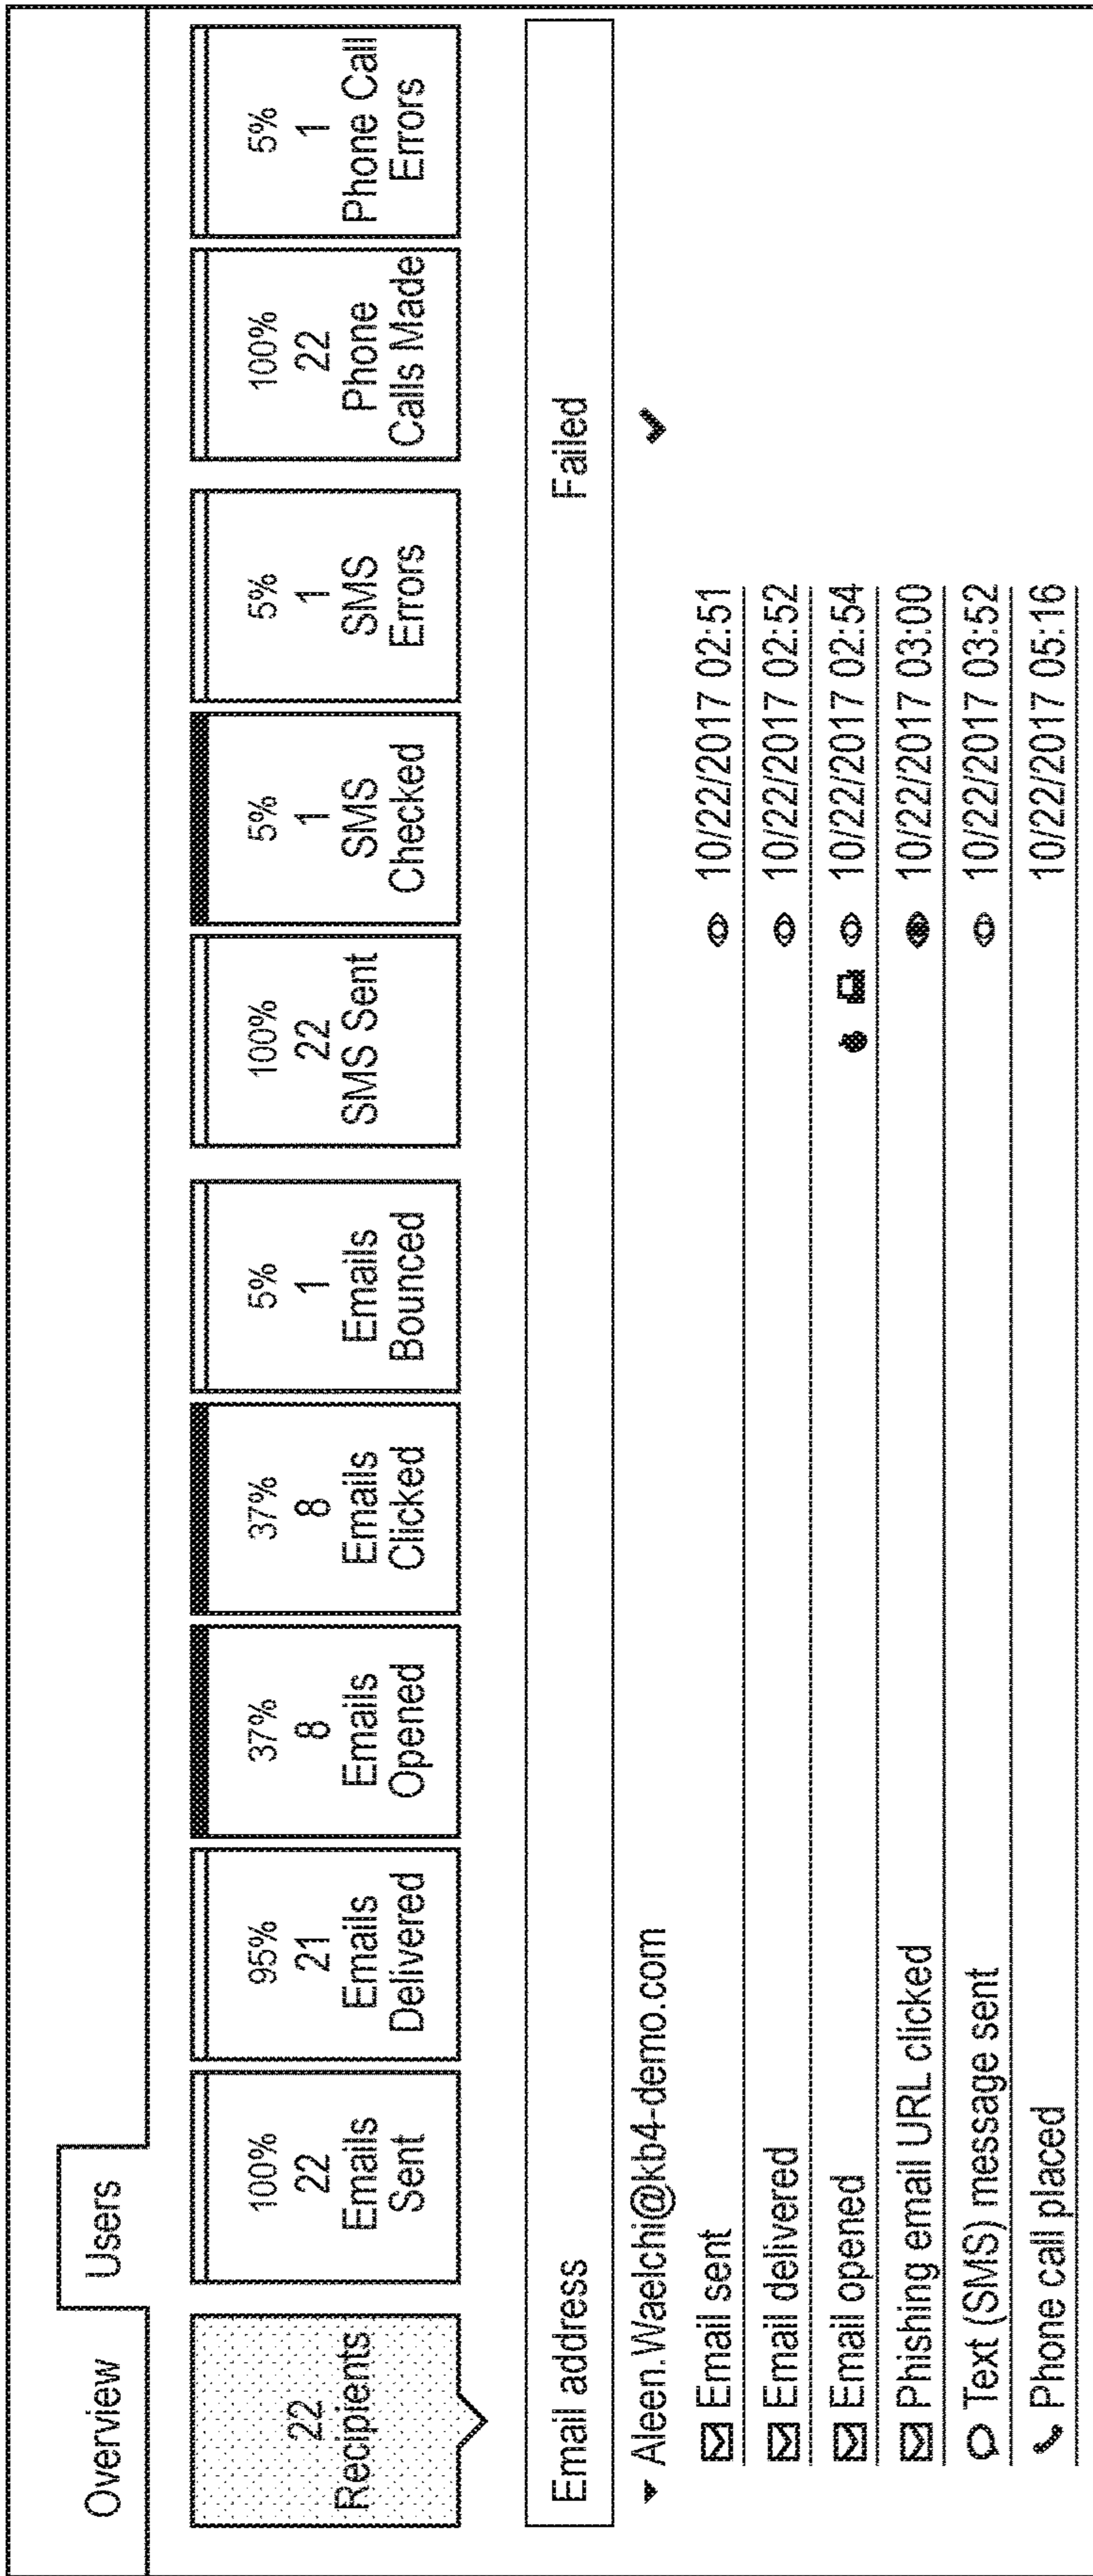 Overview
Users
22
Recipients
100%
22
Emails
Sent
95%
21
Emails
Delivered
37%
8
Emails
Opened
37%
8
Emails
Clicked
5%
1
Emails
Bounced
100%
22
SMS Sent
5%
1
SMS
Checked
5%
1
SMS
Errors
100%
22
Phone
Calls Made
5%
1
Phone Call
Errors
Email address
Failed
Aleen.Waelchi@kb4-demo.com
Email sent 10/22/2017 02:51
Email delivered 10/22/2017 02:52
Email opened 10/22/2017 02:54
Phishing email URL clicked 10/22/2017 03:00
Text (SMS) message sent 10/22/2017 03:52
Phone call placed 10/22/2017 05:16